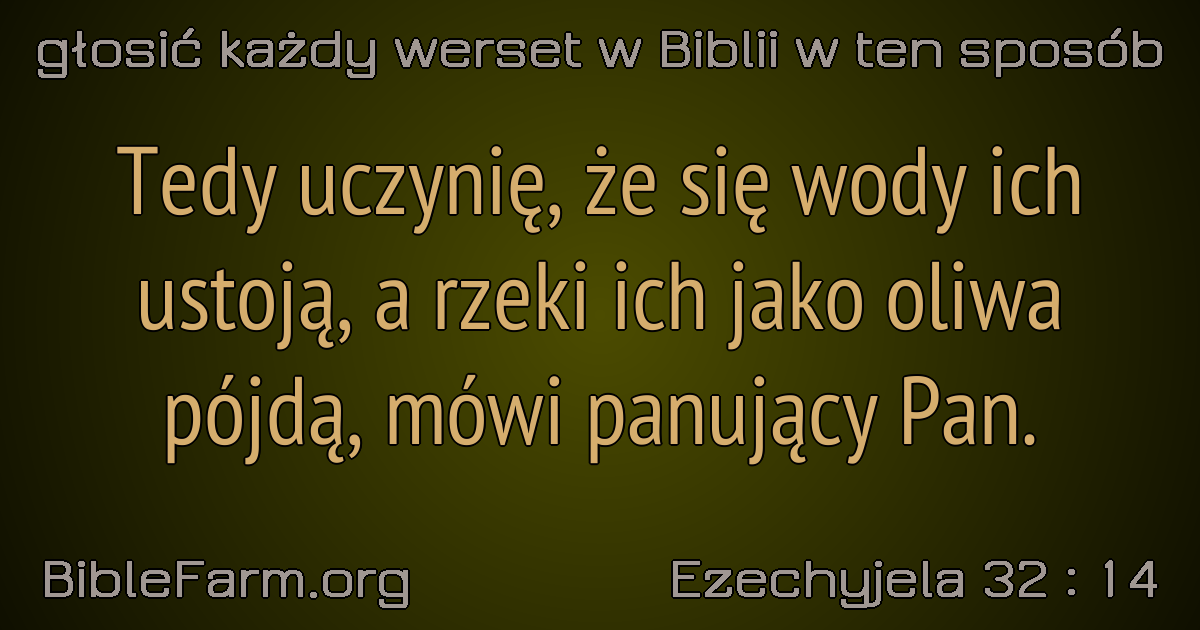 głosić każdy werset w Biblii w ten sposób
Tedy uczynię, że się wody ich
ustoją, a rzeki ich jako oliwa
pójdą, mówi panujący Pan.
BibleFarm.org
Ezechyjela 32 : 14